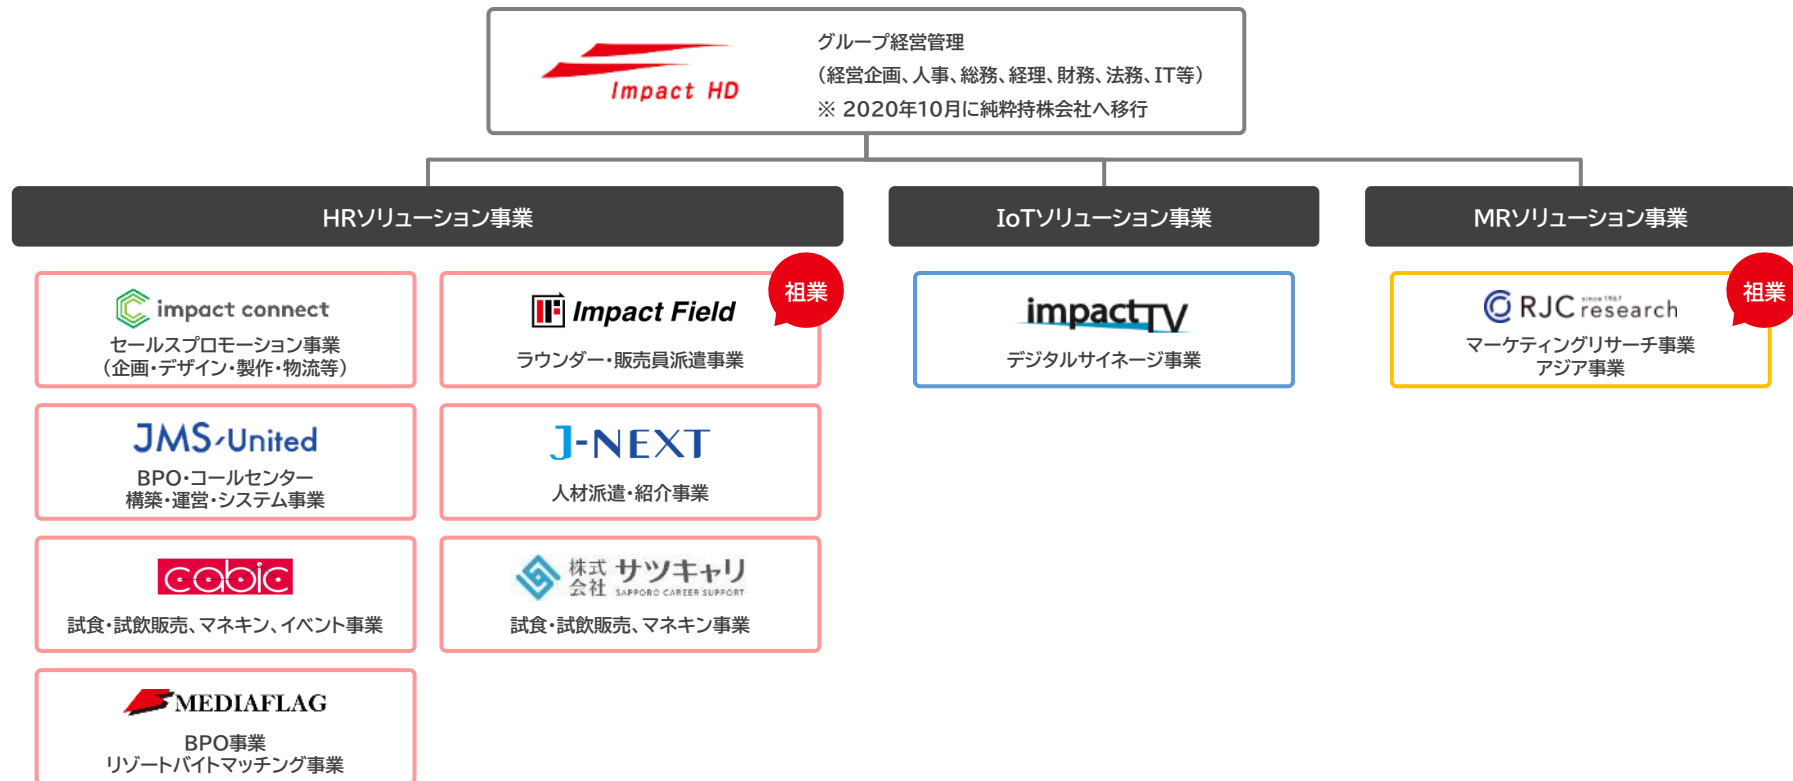 Impact HD
グループ経営管理
（経営企画、人事、総務、経理、財務、法務、IT等）
※ 2020年10月に純粋持株会社へ移行
HRソリューション事業
impact connect
セールスプロモーション事業
（企画・デザイン・製作・物流等）
祖業
Impact Field
ラウンダー・販売員派遣事業
JMS United
BPO・コールセンター
構築・運営・システム事業
J-NEXT
人材派遣・紹介事業
cabic
試食・試飲販売、マネキン、イベント事業
株式会社 サツキャリ
SAPPORO CAREER SUPPORT
試食・試飲販売、マネキン事業
MEDIAFLAG
BPO事業
リゾートバイトマッチング事業
IoTソリューション事業
impactTV
デジタルサイネージ事業
MRソリューション事業
祖業
RJC since 1967 research
マーケティングリサーチ事業
アジア事業